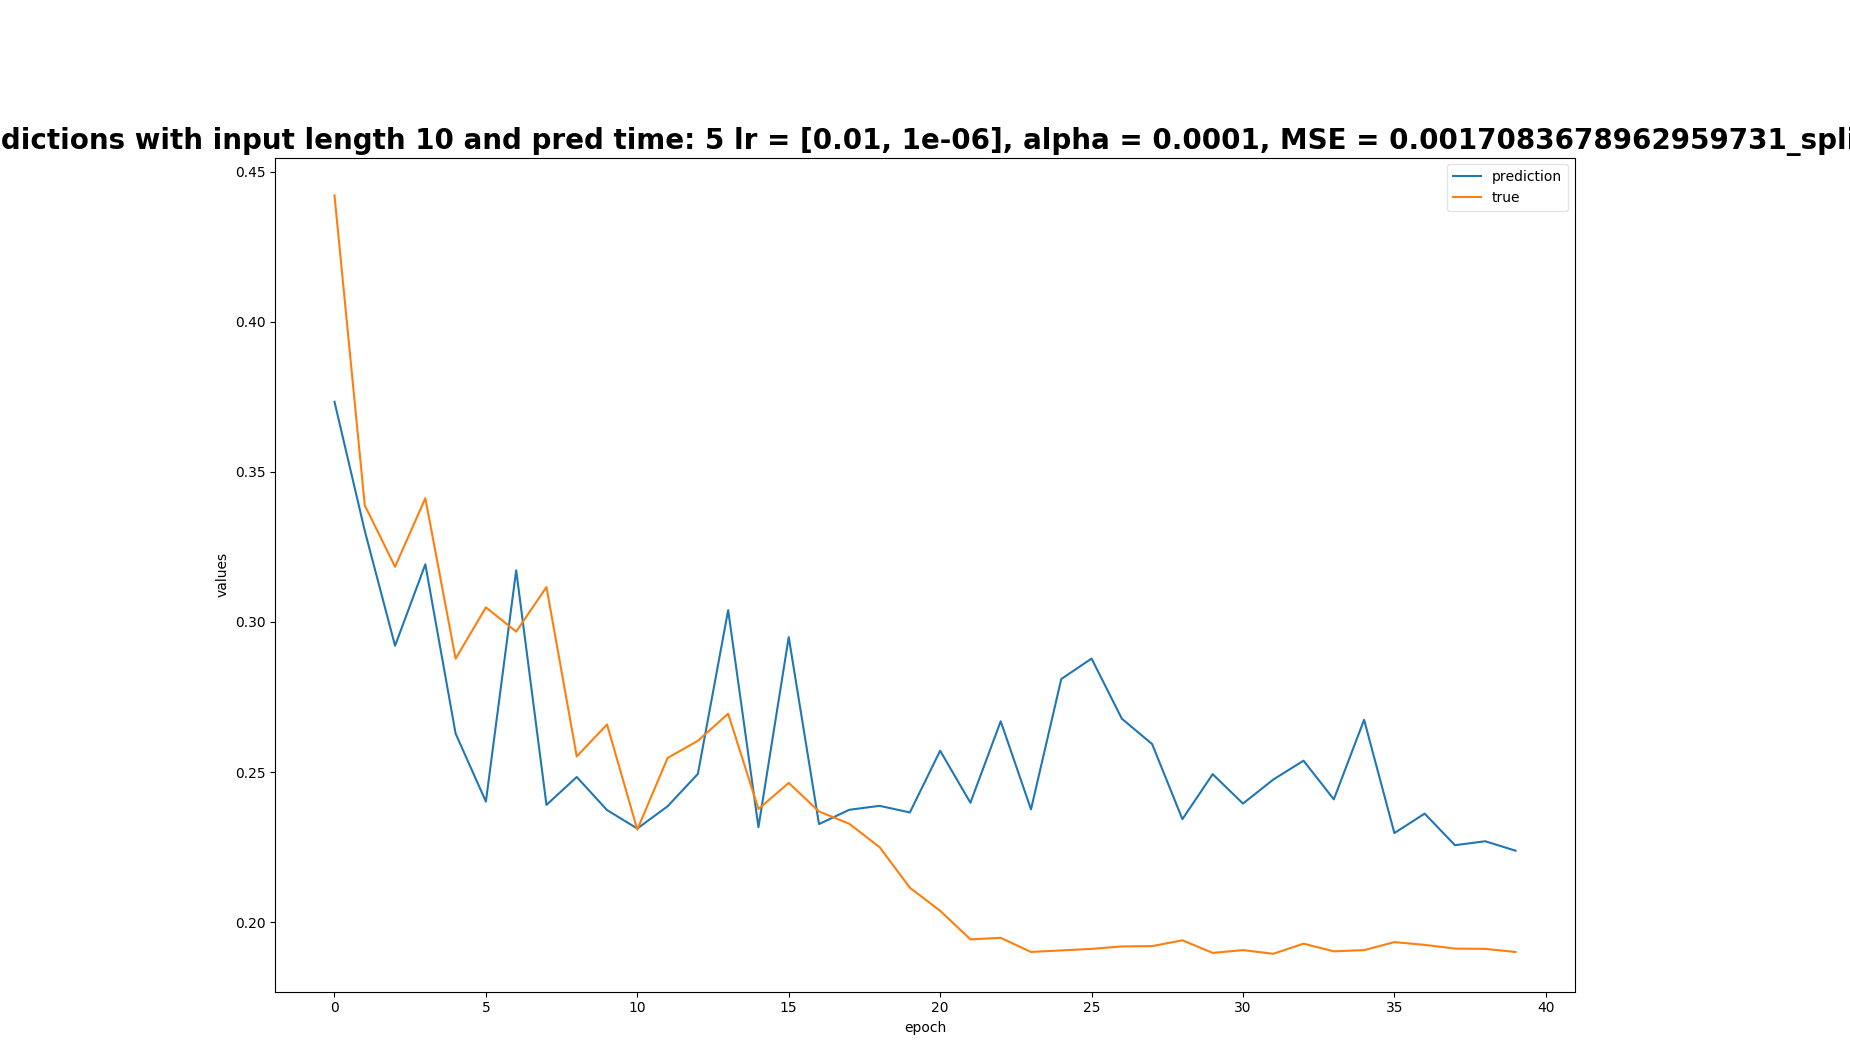 dictions with input length 10 and pred time: 5 lr = [0.01, 1e-06], alpha = 0.0001, MSE = 0.0017083678962959731_spli
prediction
true
0.45
0.40
0.35
0.30
0.25
0.20
values
0 5 10 15 20 25 30 35 40
epoch